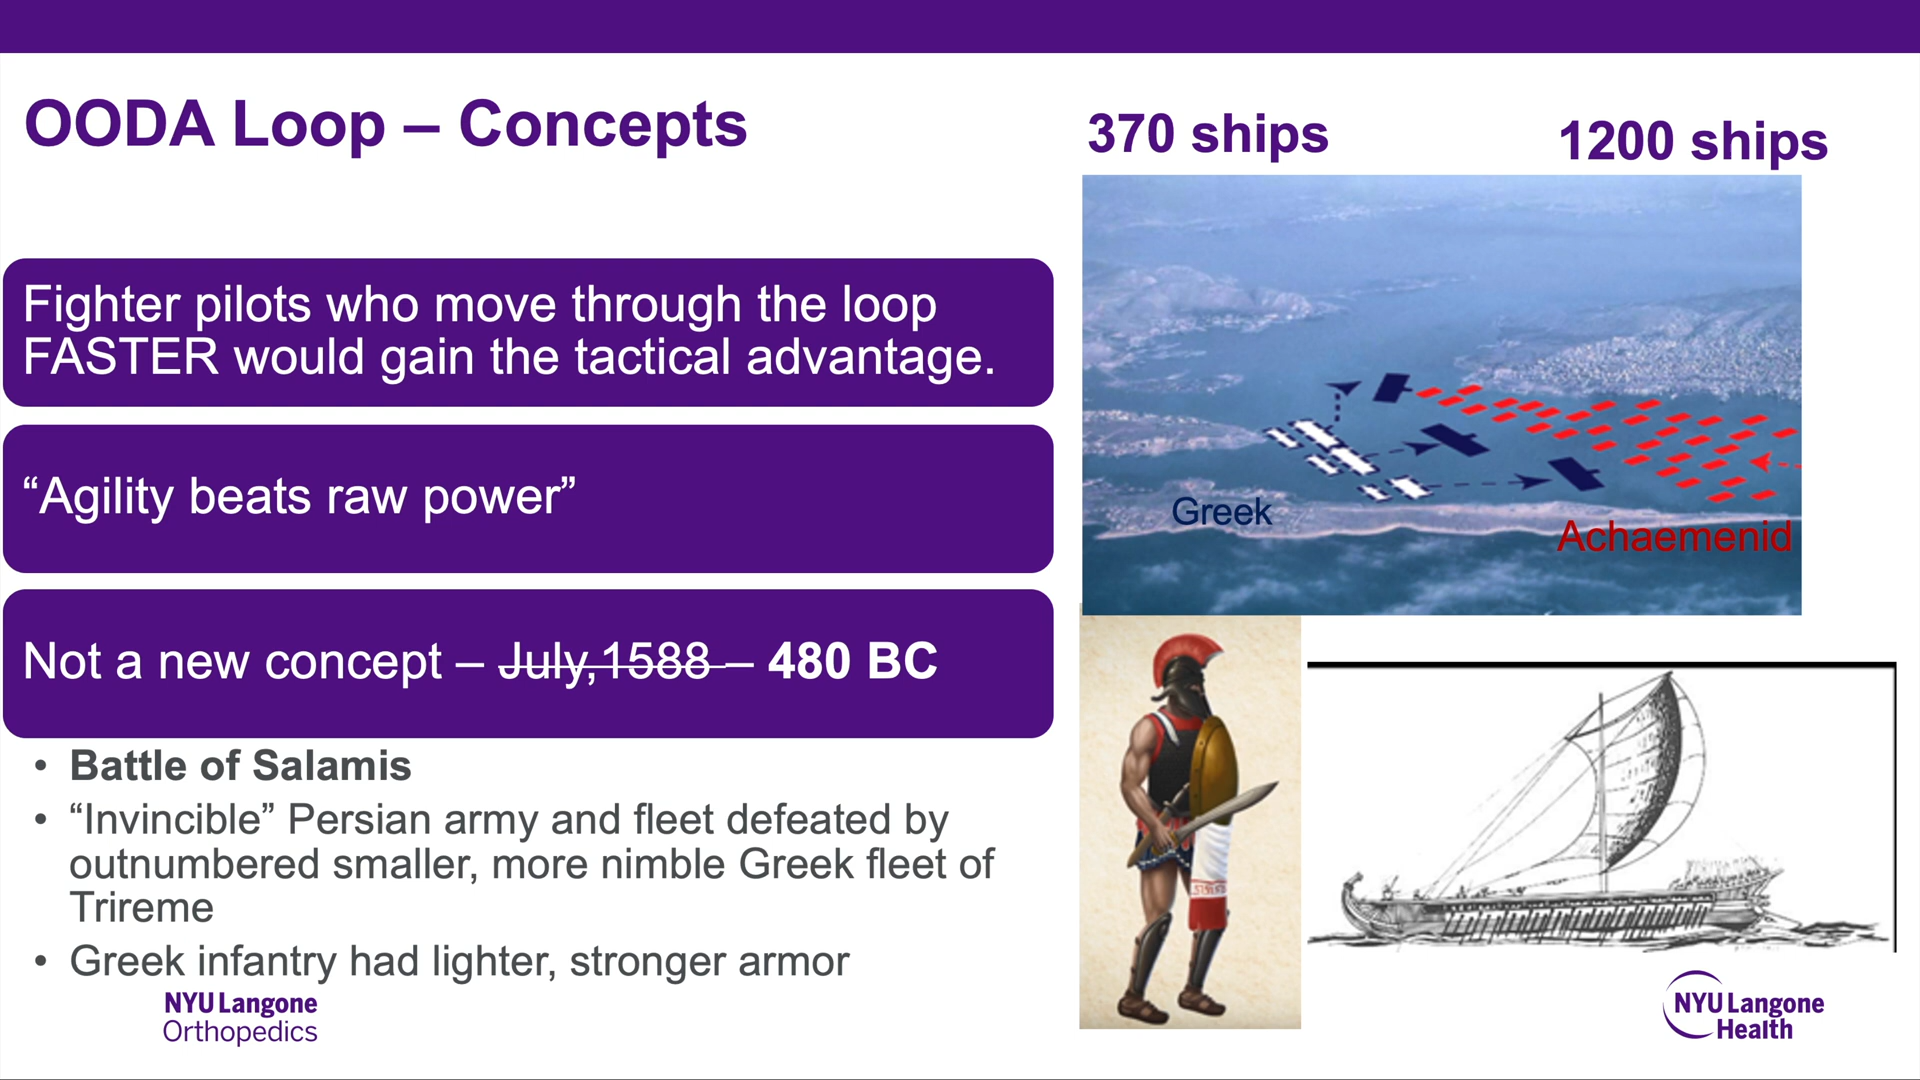 OODA Loop – Concepts
370 ships
1200 ships
Fighter pilots who move through the loop
FASTER would gain the tactical advantage.
“Agility beats raw power”
Not a new concept – July,1588 – 480 BC
• Battle of Salamis
• “Invincible” Persian army and fleet defeated by
outnumbered smaller, more nimble Greek fleet of
Trireme
• Greek infantry had lighter, stronger armor
Greek
Achaemenid
NYU Langone
Orthopedics
NYU Langone
Health